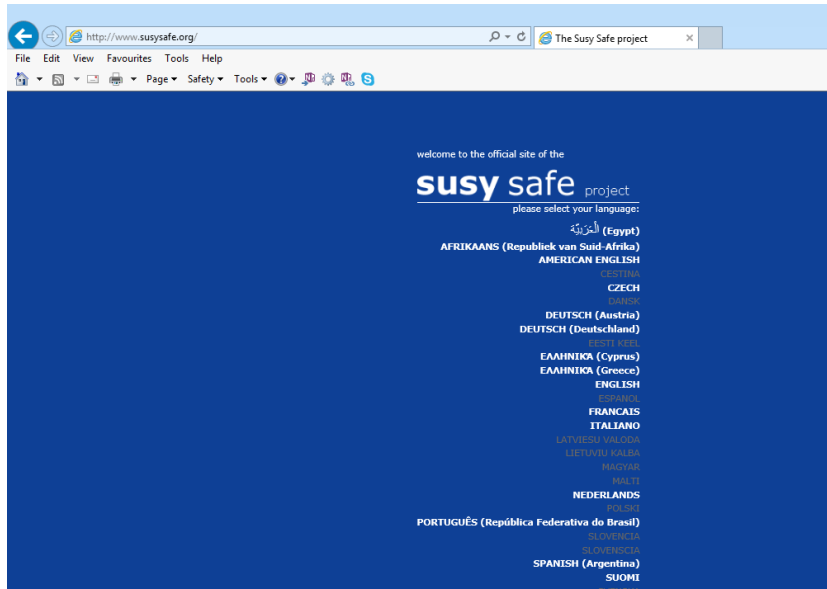 http://www.susysafe.org/
The Susy Safe project
File Edit View Favourites Tools Help
Page Safety Tools
welcome to the official site of the
susy safe project
please select your language:
الْعَرَبِيَّة (Egypt)
AFRIKAANS (Republiek van Suid-Afrika)
AMERICAN ENGLISH
CESTINA
CZECH
DANSK
DEUTSCH (Austria)
DEUTSCH (Deutschland)
EESTI KEEL
ΕΛΛΗΝΙΚΆ (Cyprus)
ΕΛΛΗΝΙΚΆ (Greece)
ENGLISH
ESPANOL
FRANCAIS
ITALIANO
LATVIESU VALODA
LIETUVIU KALBA
MAGYAR
MALTI
NEDERLANDS
POLSKI
PORTUGUÊS (República Federativa do Brasil)
SLOVENCIA
SLOVENSCIA
SPANISH (Argentina)
SUOMI